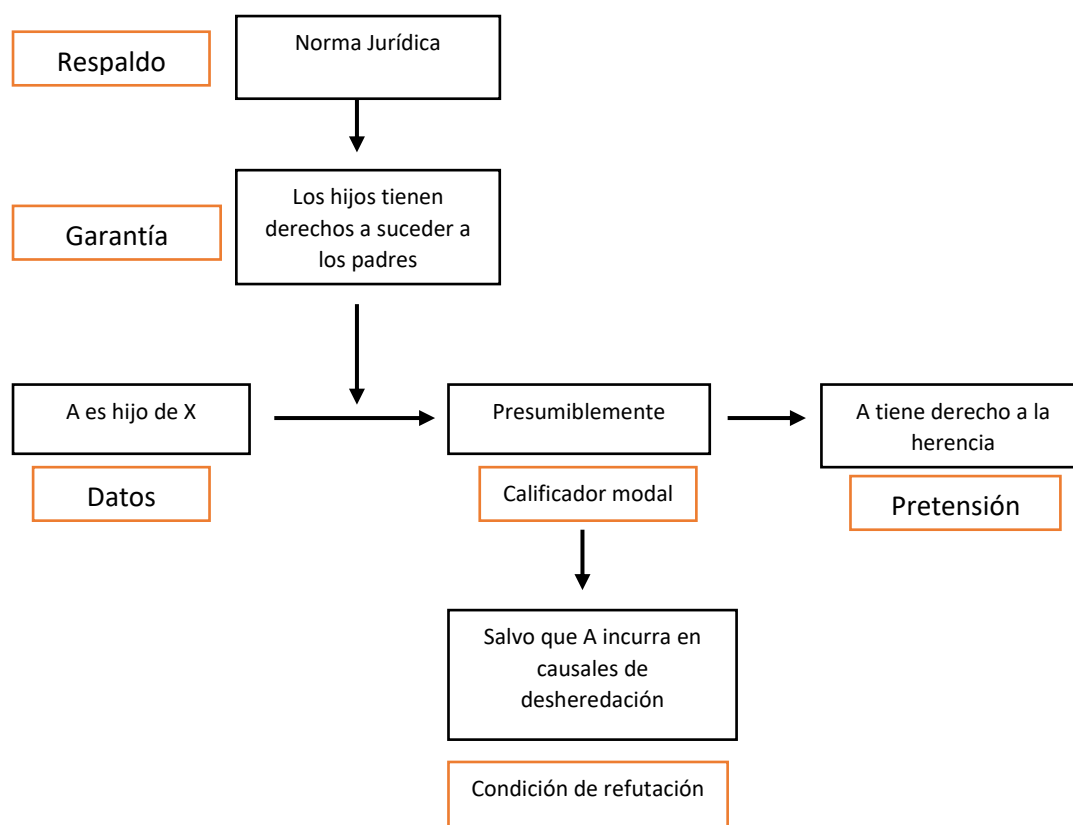 Respaldo
Norma Jurídica
Garantía
Los hijos tienen
derechos a suceder a
los padres
A es hijo de X
Presumiblemente
A tiene derecho a la
herencia
Datos
Calificador modal
Pretensión
Salvo que A incurra en
causales de
desheredación
Condición de refutación